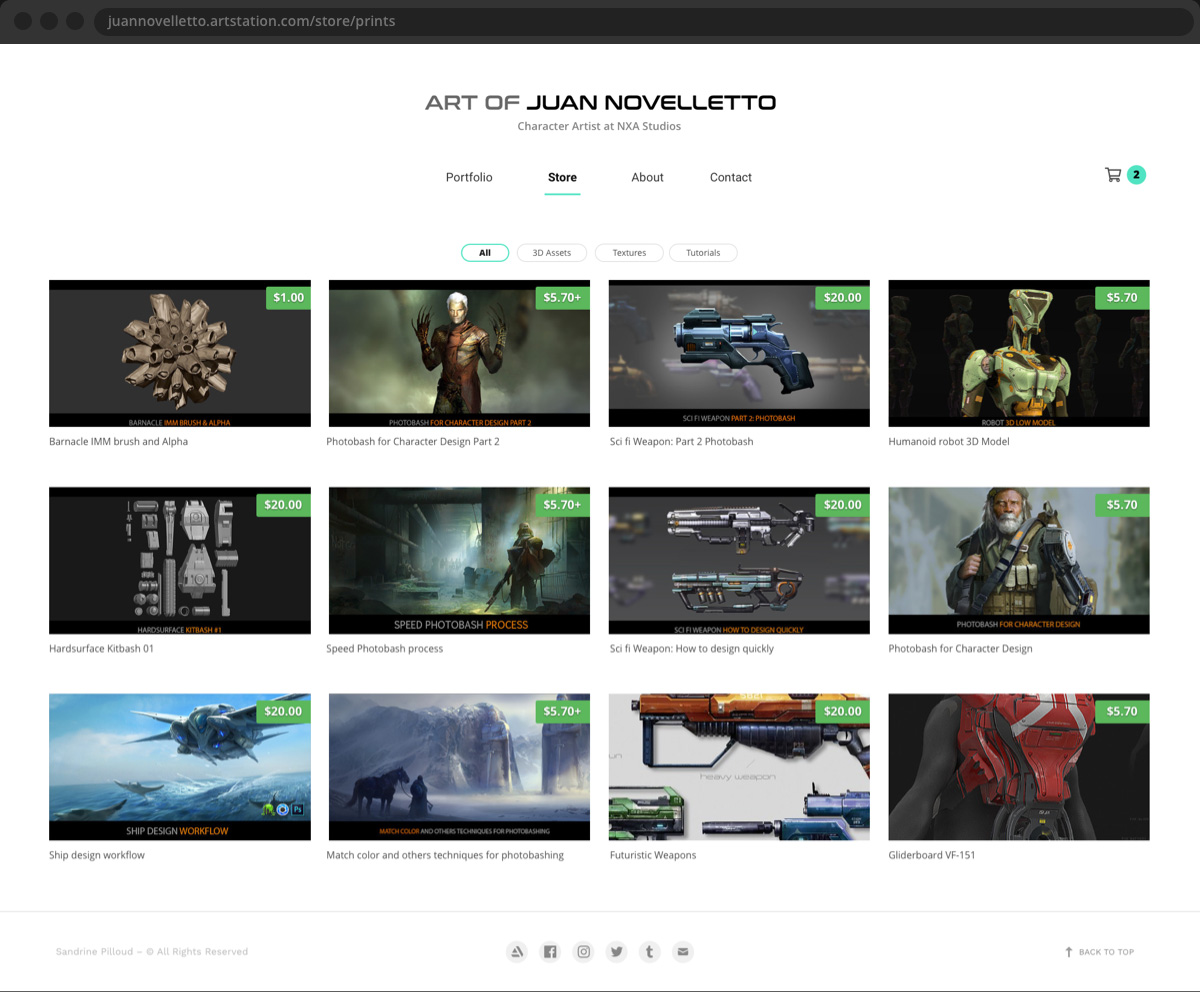 juannovelletto.artstation.com/store/prints
ART OF JUAN NOVELLETTO
Character Artist at NXA Studios
Portfolio
Store
About
Contact
2
All
3D Assets
Textures
Tutorials
$1.00
$5.70+
$20.00
$5.70
BARNACLE IMM BRUSH & ALPHA
PHOTOBASH FOR CHARACTER DESIGN PART 2
SCI FI WEAPON PART 2: PHOTOBASH
ROBOT 3D LOW MODEL
Barnacle IMM brush and Alpha
Photobash for Character Design Part 2
Sci fi Weapon: Part 2 Photobash
Humanoid robot 3D Model
$20.00
$5.70+
$20.00
$5.70
HARDSURFACE KITBASH #1
SPEED PHOTOBASH PROCESS
SCI FI WEAPON HOW TO DESIGN QUICKLY
PHOTOBASH FOR CHARACTER DESIGN
Hardsurface Kitbash 01
Speed Photobash process
Sci fi Weapon: How to design quickly
Photobash for Character Design
$20.00
$5.70+
$20.00
$5.70
heavy weapon
Ps
SHIP DESIGN WORKFLOW
MATCH COLOR AND OTHERS TECHNIQUES FOR PHOTOBASHING
Ship design workflow
Match color and others techniques for photobashing
Futuristic Weapons
Gliderboard VF-151
Sandrine Pilloud – © All Rights Reserved
BACK TO TOP